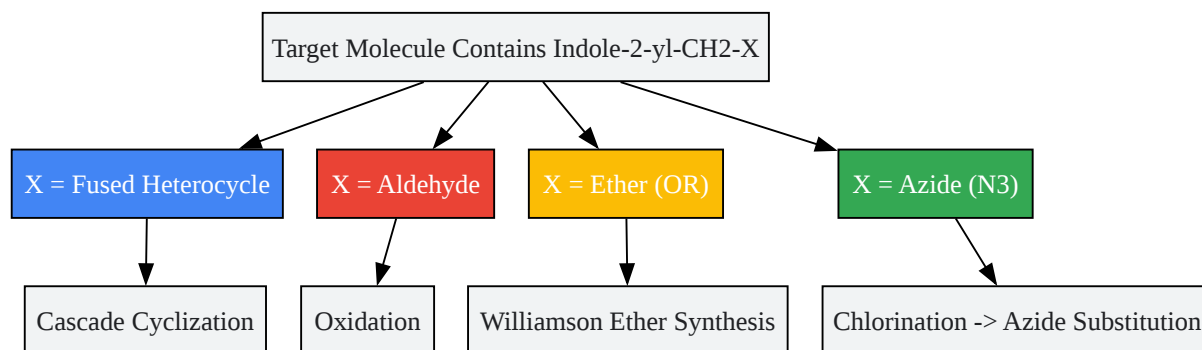 Target Molecule Contains Indole-2-yl-CH2-X
X = Fused Heterocycle
X = Aldehyde
X = Ether (OR)
X = Azide (N3)
Cascade Cyclization
Oxidation
Williamson Ether Synthesis
Chlorination -> Azide Substitution